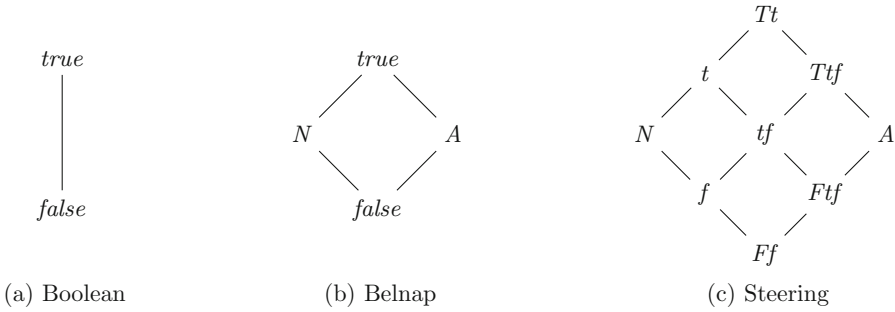 Tt
true
true
t
Ttf
N
A
N
tf
A
false
false
f
Ftf
Ff
(a) Boolean
(b) Belnap
(c) Steering